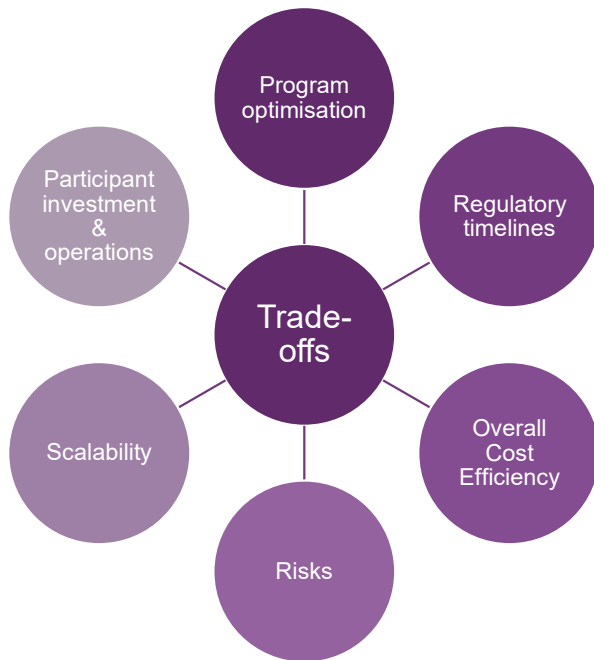 Program
optimisation
Participant
investment
&
operations
Regulatory
timelines
Trade-
offs
Scalability
Overall
Cost
Efficiency
Risks